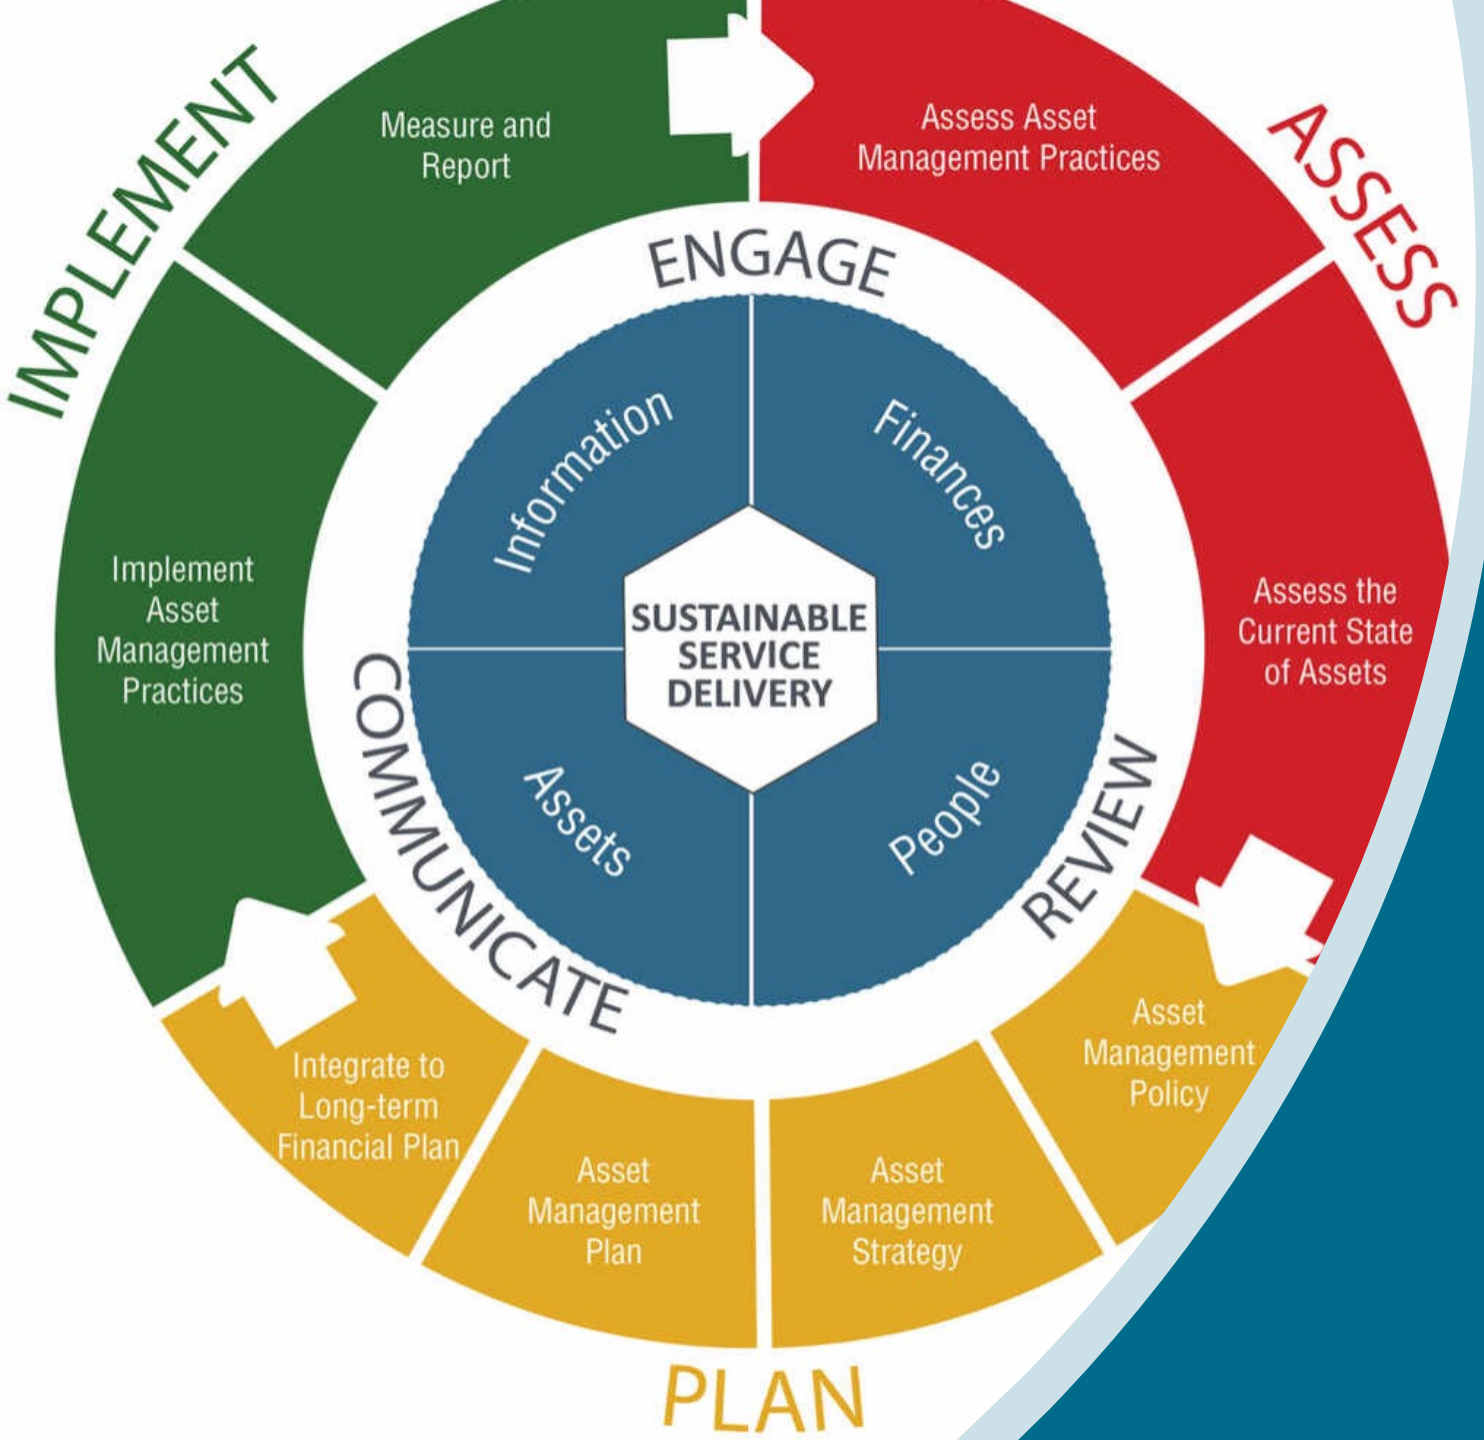 IMPLEMENT
Measure and
Report
Assess Asset
Management Practices
ASSESS
ENGAGE
Information
Finances
Implement
Asset
Management
Practices
SUSTAINABLE
SERVICE
DELIVERY
Assess the
Current State
of Assets
COMMUNICATE
Assets
People
REVIEW
Integrate to
Long-term
Financial Plan
Asset
Management
Plan
Asset
Management
Strategy
Asset
Management
Policy
PLAN